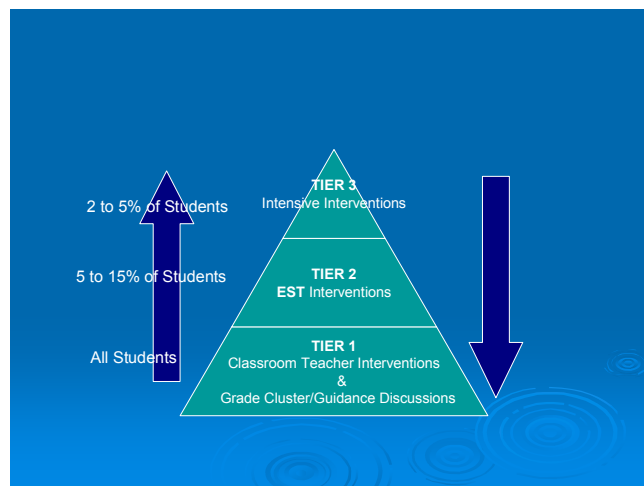 TIER 3
2 to 5% of Students
Intensive Interventions
TIER 2
5 to 15% of Students
EST Interventions
TIER 1
All Students
Classroom Teacher Interventions
&
Grade Cluster/Guidance Discussions